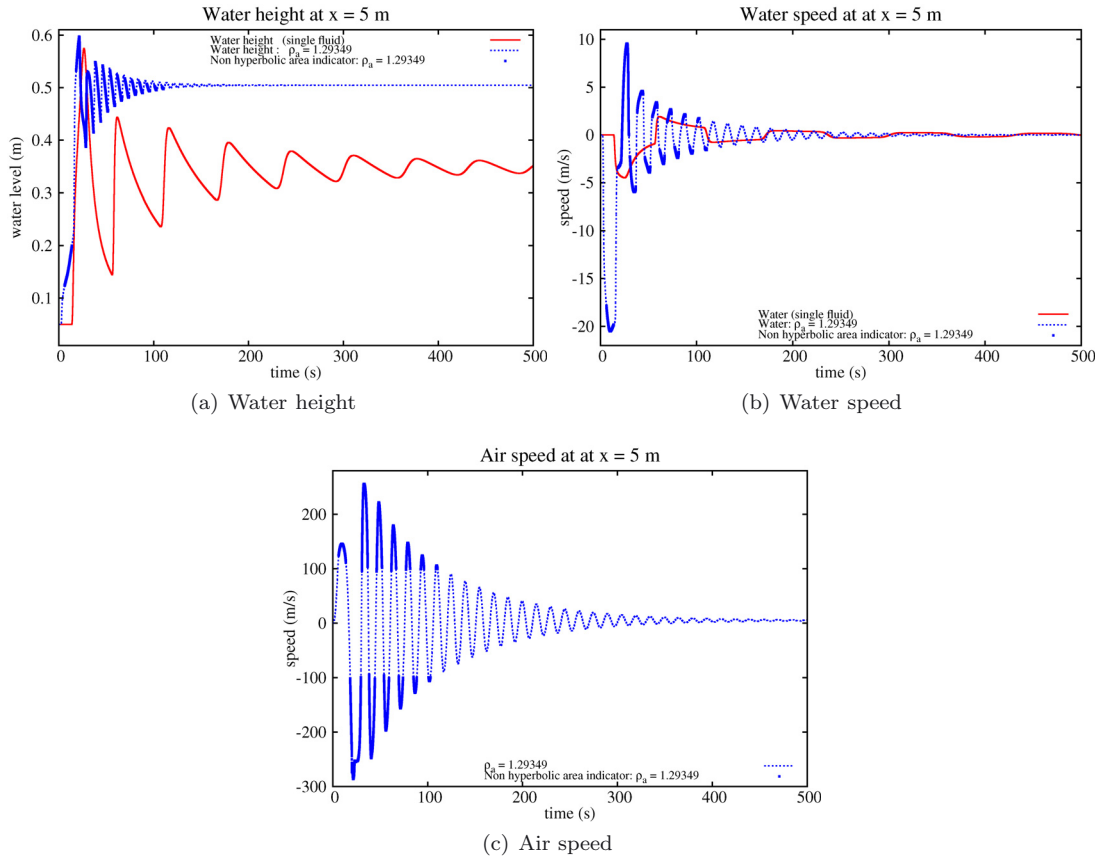 Water height at x = 5 m
0.6
0.5
0.4
0.3
0.2
0.1
water level (m)
Water height (single fluid)
Water height : ρa = 1.29349
Non hyperbolic area indicator: ρa = 1.29349
0 100 200 300 400 500
time (s)
(a) Water height
Water speed at at x = 5 m
10
5
0
-5
-10
-15
-20
speed (m/s)
Water (single fluid)
Water: ρa = 1.29349
Non hyperbolic area indicator: ρa = 1.29349
0 100 200 300 400 500
time (s)
(b) Water speed
Air speed at at x = 5 m
200
100
0
-100
-200
-300
speed (m/s)
ρa = 1.29349
Non hyperbolic area indicator: ρa = 1.29349
0 100 200 300 400 500
time (s)
(c) Air speed